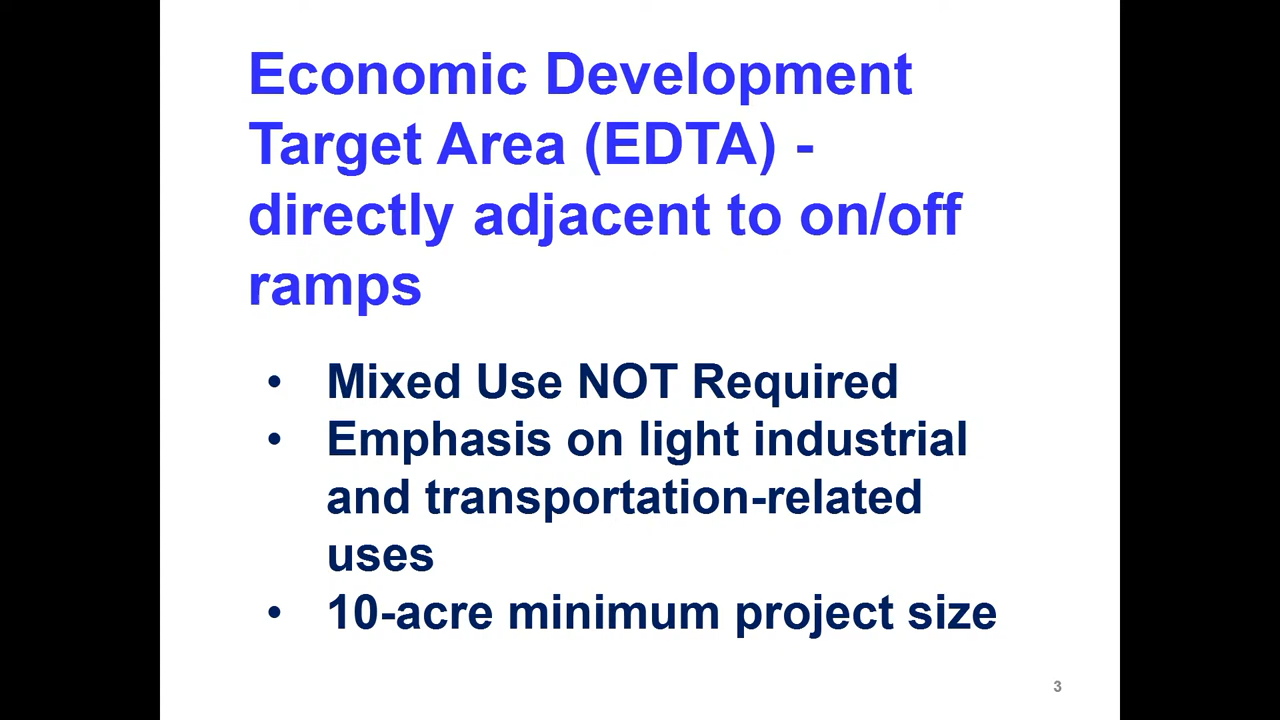 Economic Development
Target Area (EDTA) -
directly adjacent to on/off
ramps
• Mixed Use NOT Required
• Emphasis on light industrial
and transportation-related
uses
• 10-acre minimum project size
3